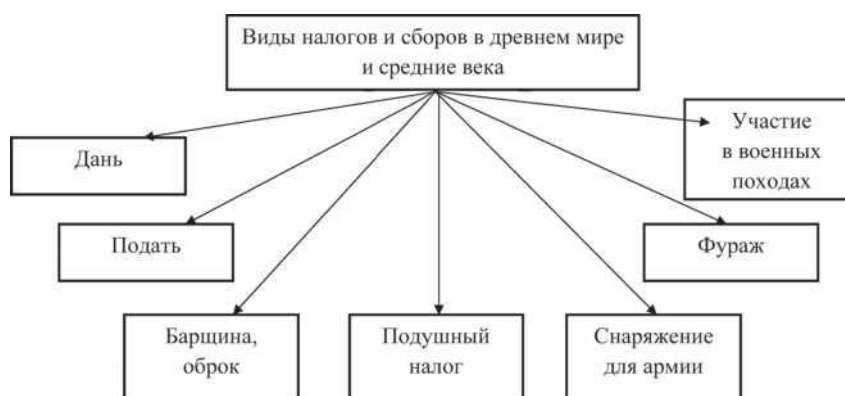 Виды налогов и сборов в древнем мире
и средние века
Участие
в военных
походах
Дань
Подать
Фураж
Барщина,
оброк
Подушный
налог
Снаряжение
для армии